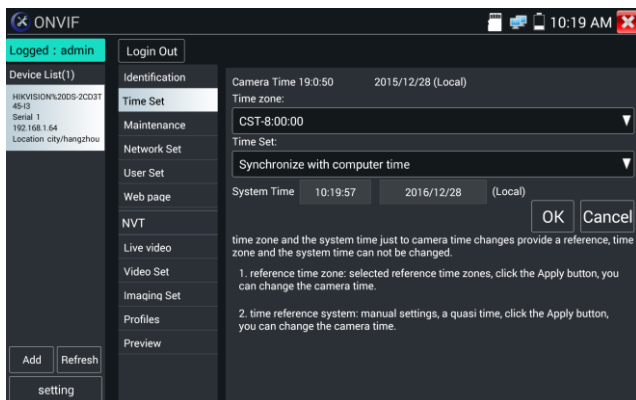 ONVIF
10:19 AM
Logged : admin
Login Out
Device List(1)
HIKVISION%20DS-2CD3T
45-I3
Serial 1
192.168.1.64
Location city/hangzhou
Add
Refresh
setting
Identification
Time Set
Maintenance
Network Set
User Set
Web page
NVT
Live video
Video Set
Imaging Set
Profiles
Preview
Camera Time 19:0:50 2015/12/28 (Local)
Time zone:
CST-8:00:00
Time Set:
Synchronize with computer time
System Time 10:19:57 2016/12/28 (Local)
OK Cancel
time zone and the system time just to camera time changes provide a reference, time
zone and the system time can not be changed.
1. reference time zone: selected reference time zones, click the Apply button, you
can change the camera time.
2. time reference system: manual settings, a quasi time, click the Apply button,
you can change the camera time.